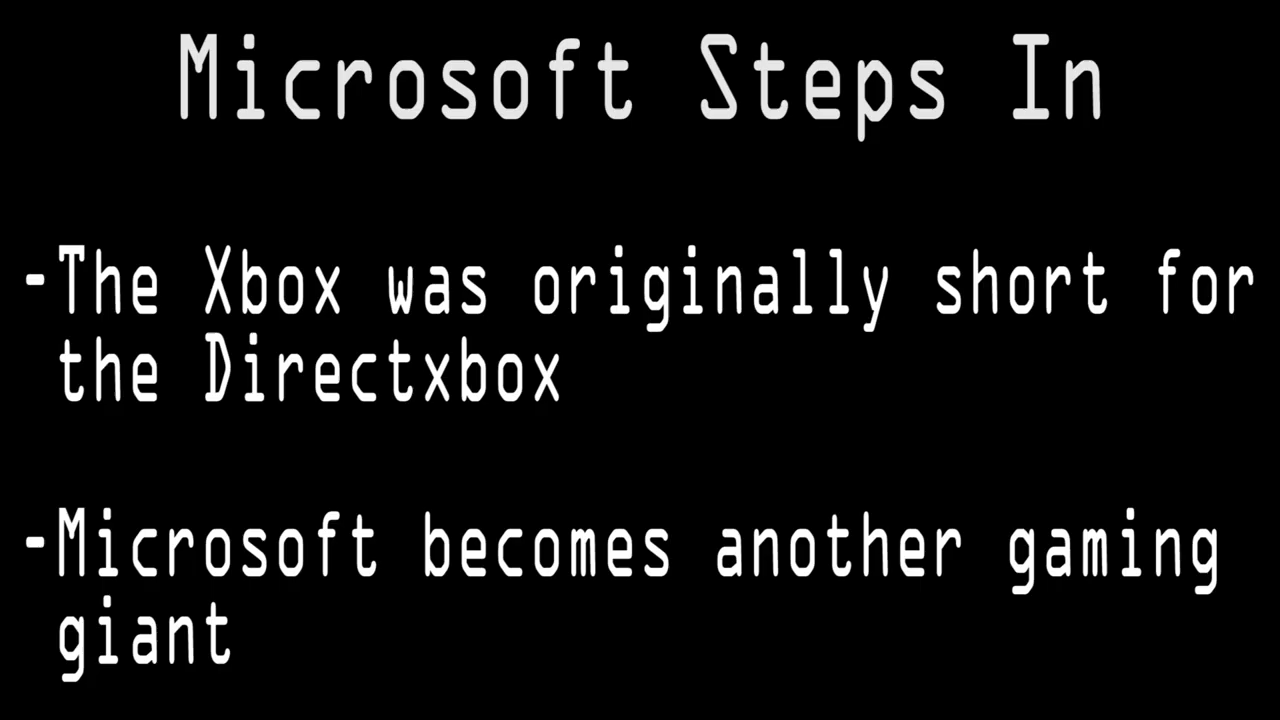 Microsoft Steps In
-The Xbox was originally short for
the Directxbox
-Microsoft becomes another gaming
giant